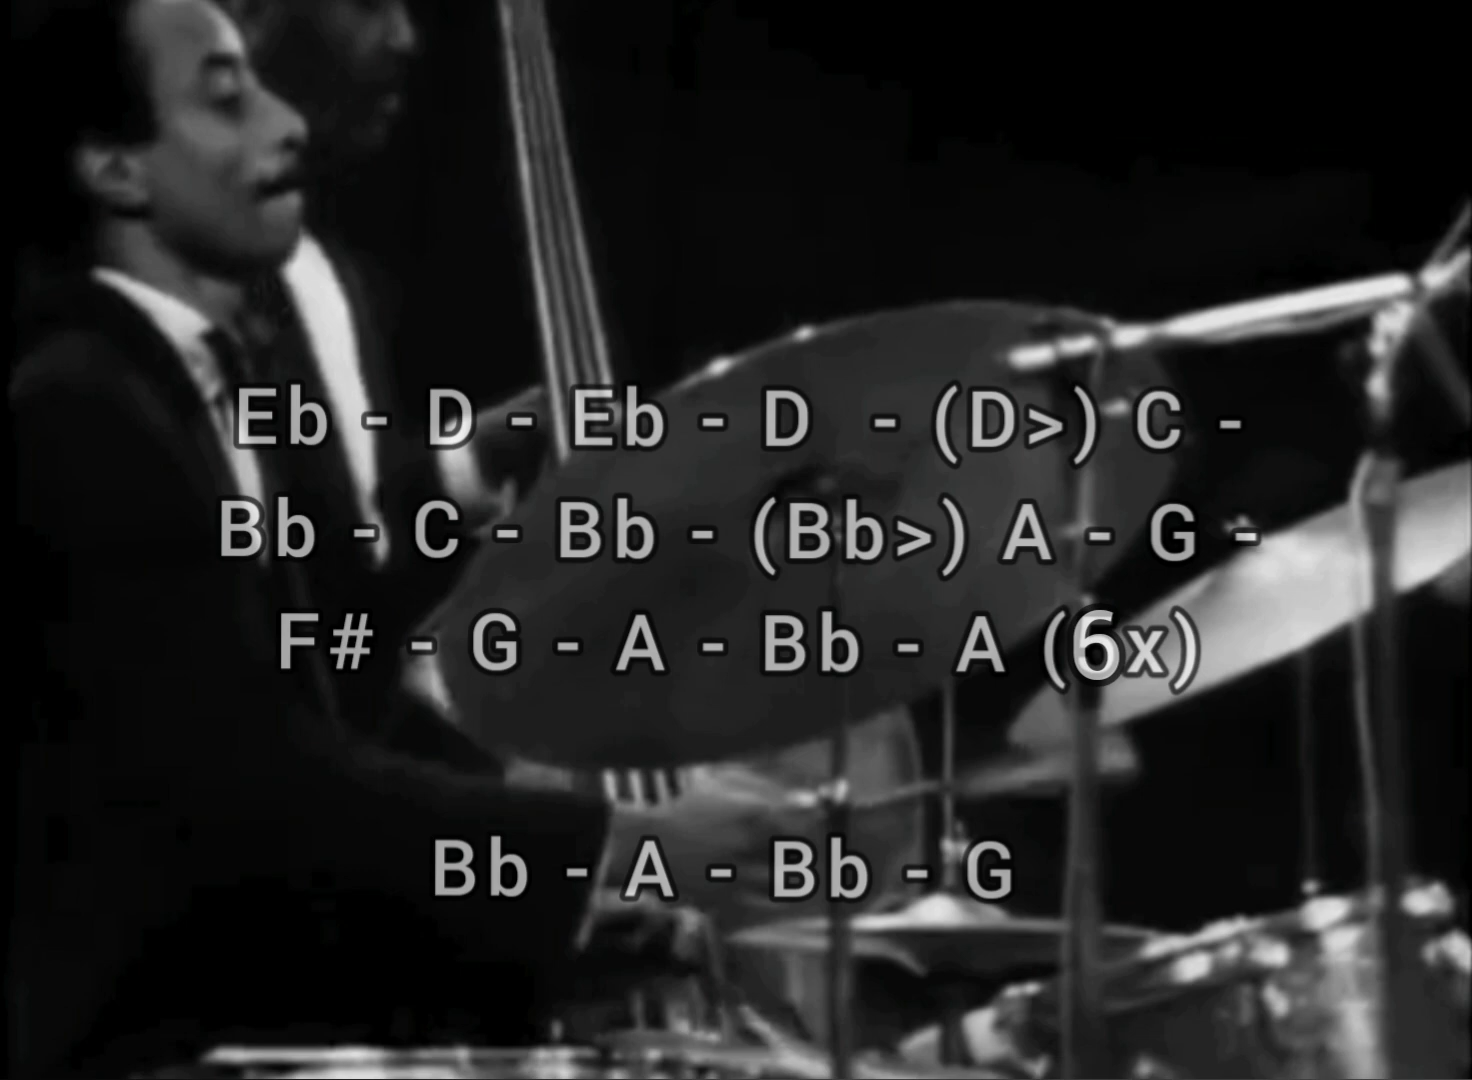 Eb - D - Eb - D - (D>) C -
Bb - C - Bb - (Bb>) A - G -
F# - G - A - Bb - A (6x)
Bb - A - Bb - G